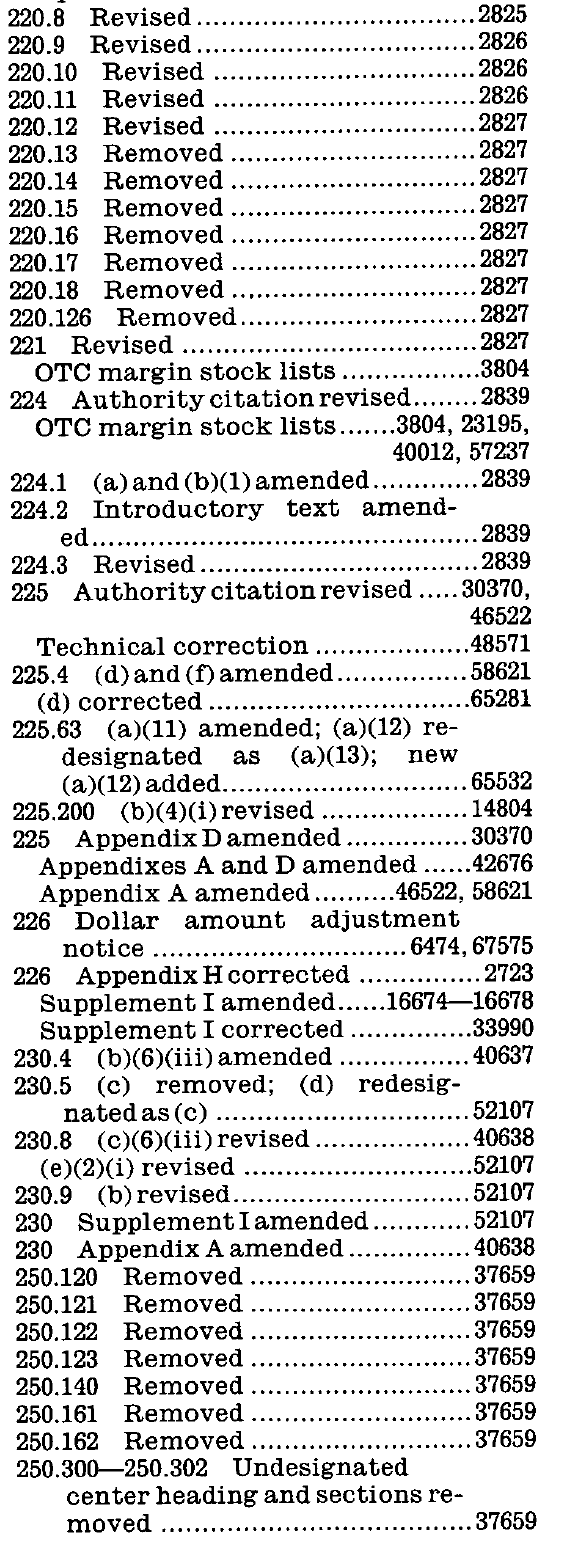 220.8 Revised ..................................2825
220.9 Revised ..................................2826
220.10 Revised ................................2826
220.11 Revised ................................2826
220.12 Revised ................................2827
220.13 Removed .............................2827
220.14 Removed .............................2827
220.15 Removed .............................2827
220.16 Removed .............................2827
220.17 Removed .............................2827
220.18 Removed .............................2827
220.126 Removed............................2827
221 Revised ...................................2827
OTC margin stock lists .................3804
224 Authority citation revised........2839
OTC margin stock lists.......3804, 23195,
40012, 57237
224.1 (a) and (b)(1) amended.............2839
224.2 Introductory text amend-
ed...............................................2839
224.3 Revised ..................................2839
225 Authority citation revised .....30370,
46522
Technical correction ...................48571
225.4 (d) and (f) amended.................58621
(d) corrected ................................65281
225.63 (a)(11) amended; (a)(12) re-
designated as (a)(13); new
(a)(12) added..............................65532
225.200 (b)(4)(i) revised ..................14804
225 Appendix D amended ...............30370
Appendixes A and D amended ......42676
Appendix A amended ..........46522, 58621
226 Dollar amount adjustment
notice ...............................6474, 67575
226 Appendix H corrected ...............2723
Supplement I amended......16674—16678
Supplement I corrected ...............33990
230.4 (b)(6)(iii) amended ................40637
230.5 (c) removed; (d) redesig-
nated as (c) ...............................52107
230.8 (c)(6)(iii) revised ...................40638
(e)(2)(i) revised ...........................52107
230.9 (b) revised..............................52107
230 Supplement I amended............52107
230 Appendix A amended...............40638
250.120 Removed ...........................37659
250.121 Removed ...........................37659
250.122 Removed ...........................37659
250.123 Removed ...........................37659
250.140 Removed ...........................37659
250.161 Removed ...........................37659
250.162 Removed ...........................37659
250.300—250.302 Undesignated
center heading and sections re-
moved ......................................37659